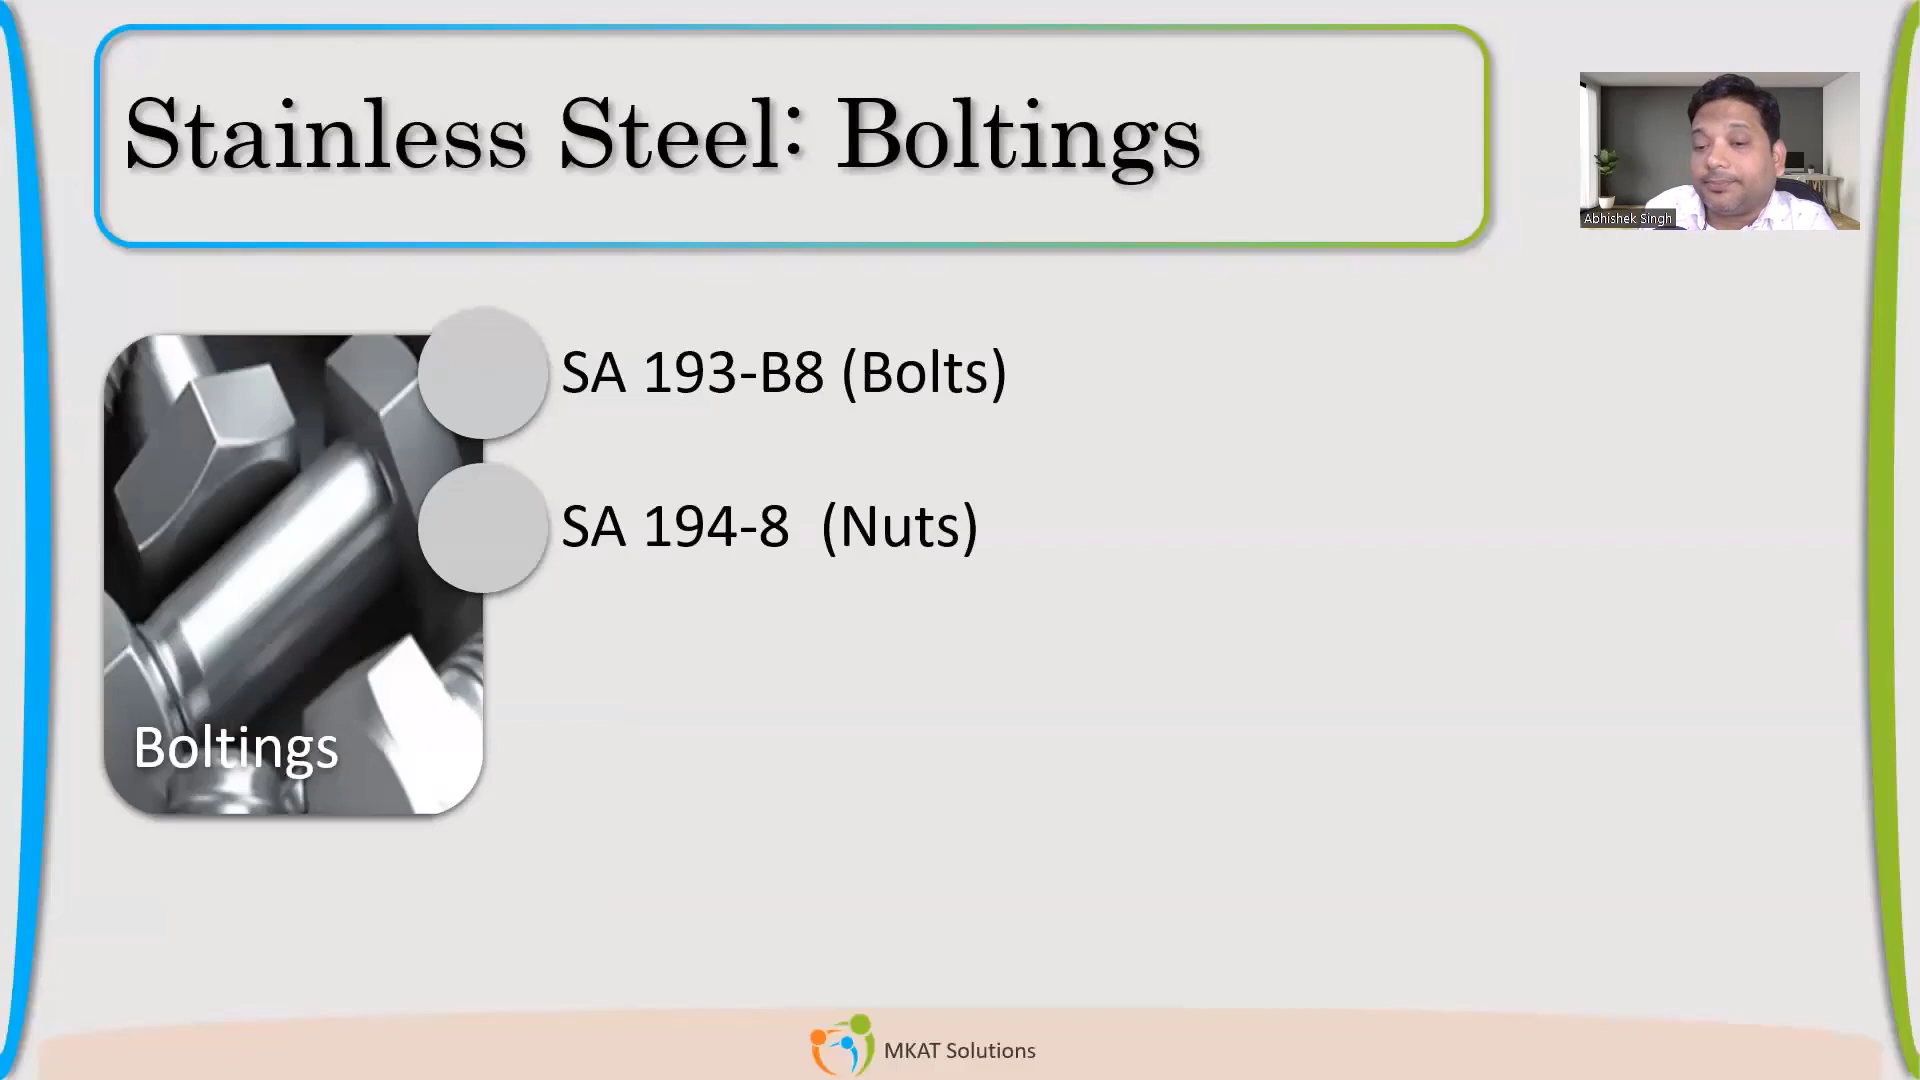 Stainless Steel: Boltings
Abhishek Singh
SA 193-B8 (Bolts)
SA 194-8 (Nuts)
Boltings
MKAT Solutions